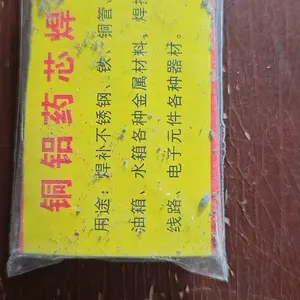 铜铝药芯焊
用途：焊补不锈钢、铁、铜管、
油箱、水箱各种金属材料，焊接
线路、电子元件各种器材。